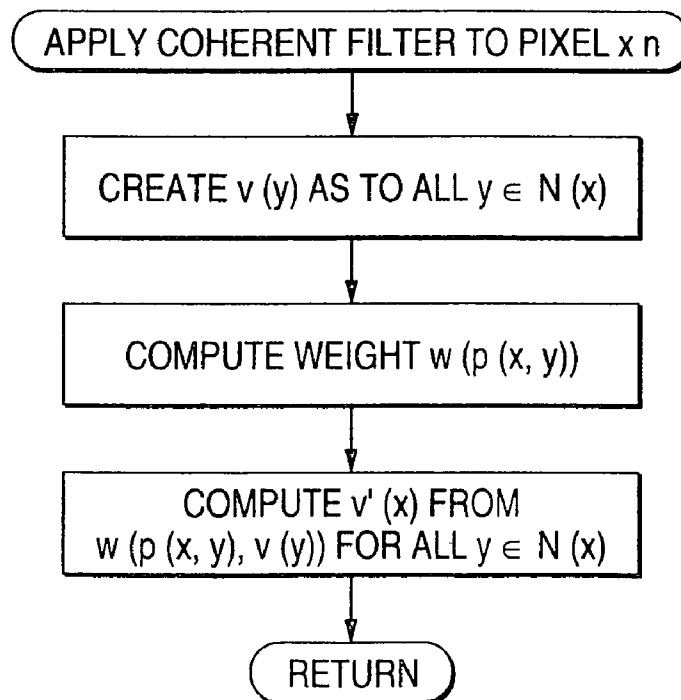 APPLY COHERENT FILTER TO PIXEL x n
CREATE v (y) AS TO ALL y ∈ N (x)
COMPUTE WEIGHT w (p (x, y))
COMPUTE v' (x) FROM
w (p (x, y), v (y)) FOR ALL y ∈ N (x)
RETURN